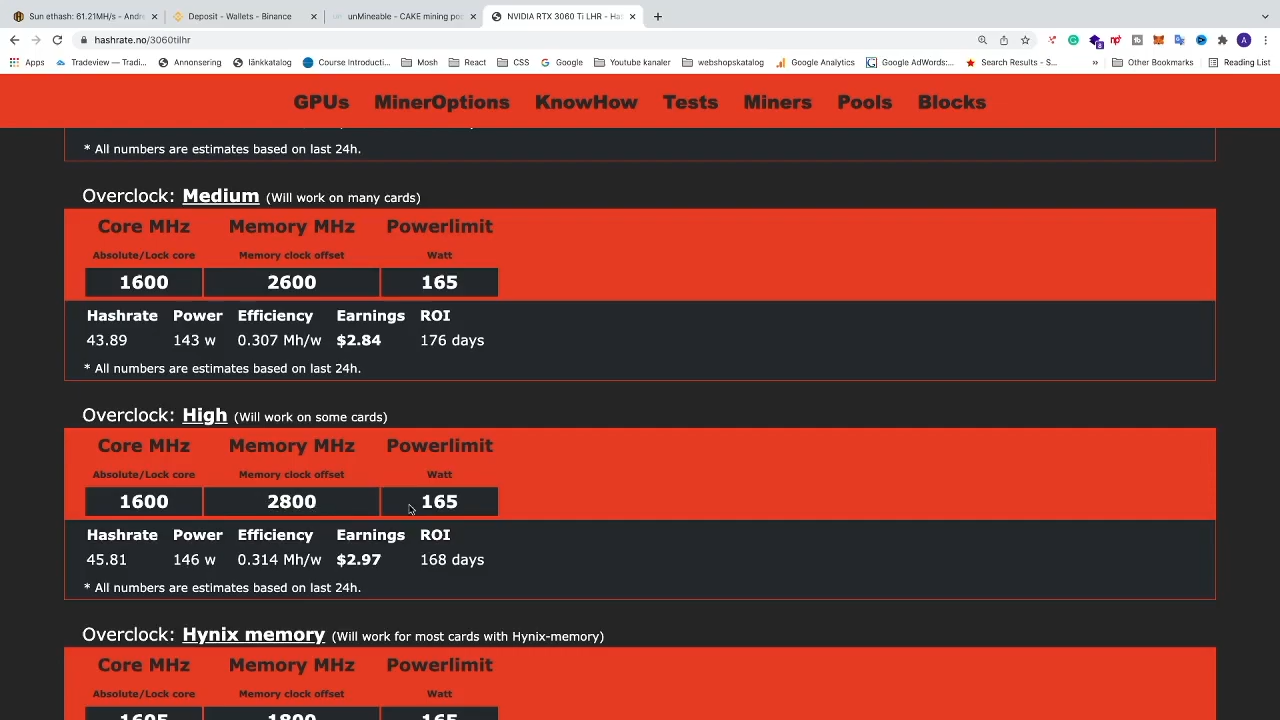 Sun ethash: 61.21MH/s - Andre
Deposit - Wallets - Binance
unMineable - CAKE mining poo
NVIDIA RTX 3060 Ti LHR - Has
hashrate.no/3060tilhr
A
Apps
Tradeview – Tradi...
Annonsering
länkkatalog
Course Introducti...
Mosh
React
CSS
Google
Youtube kanaler
webshopskatalog
Google Analytics
Google AdWords:...
Search Results - S...
»
Other Bookmarks
Reading List
GPUs MinerOptions KnowHow Tests Miners Pools Blocks
* All numbers are estimates based on last 24h.
Overclock: Medium (Will work on many cards)
Core MHz Memory MHz Powerlimit
Absolute/Lock core Memory clock offset Watt
1600 2600 165
Hashrate Power Efficiency Earnings ROI
43.89 143 w 0.307 Mh/w $2.84 176 days
* All numbers are estimates based on last 24h.
Overclock: High (Will work on some cards)
Core MHz Memory MHz Powerlimit
Absolute/Lock core Memory clock offset Watt
1600 2800 165
Hashrate Power Efficiency Earnings ROI
45.81 146 w 0.314 Mh/w $2.97 168 days
* All numbers are estimates based on last 24h.
Overclock: Hynix memory (Will work for most cards with Hynix-memory)
Core MHz Memory MHz Powerlimit
Absolute/Lock core Memory clock offset Watt
1605 1800 165